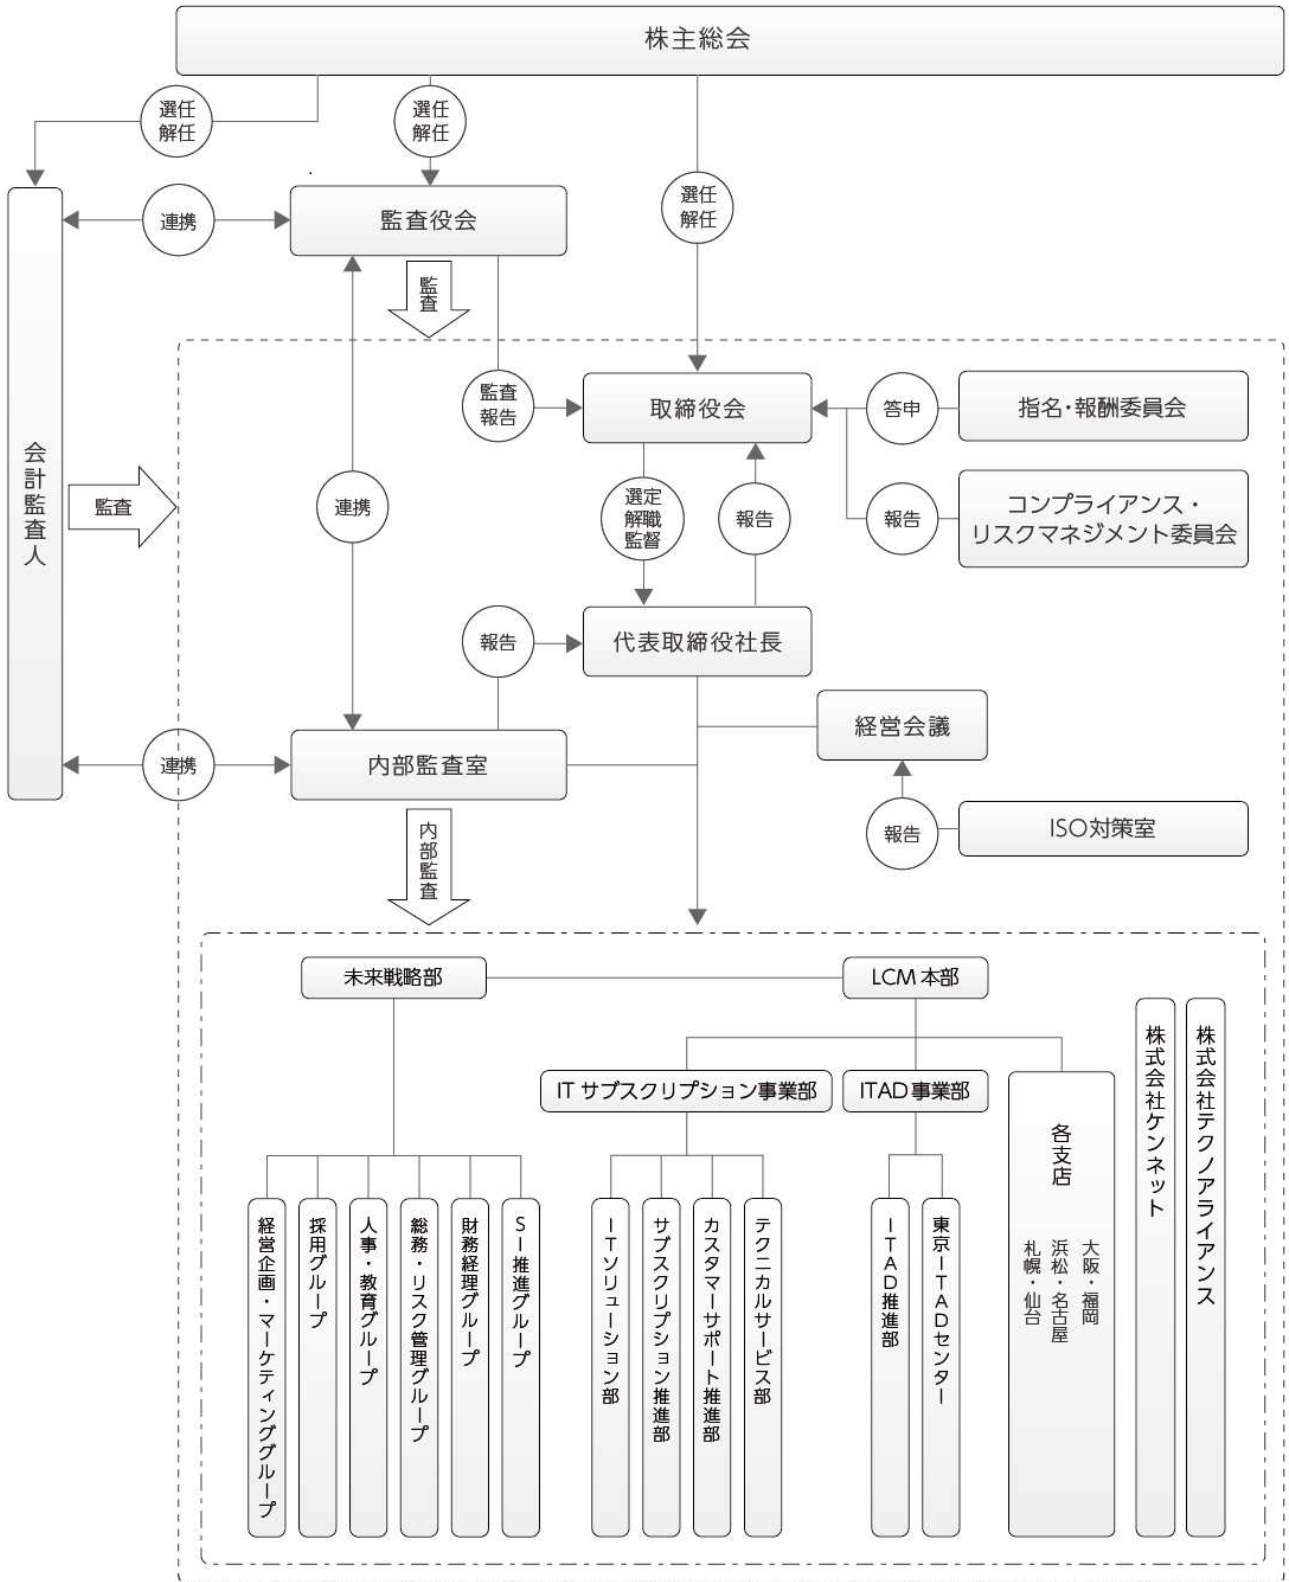 株主総会
選任
解任
選任
解任
選任
解任
連携
監査役会
監査
会計監査人
監査
監査
報告
取締役会
答申
指名・報酬委員会
連携
選定
解職
監督
報告
報告
コンプライアンス・
リスクマネジメント委員会
報告
代表取締役社長
経営会議
連携
内部監査室
報告
ISO対策室
内部監査
未来戦略部
LCM本部
ITサブスクリプション事業部
ITAD事業部
経営企画・マーケティンググループ
採用グループ
人事・教育グループ
総務・リスク管理グループ
財務経理グループ
SI推進グループ
ITソリューション部
サブスクリプション推進部
カスタマーサポート推進部
テクニカルサービス部
ITAD推進部
東京ITADセンター
各支店
大阪・福岡
浜松・名古屋
札幌・仙台
株式会社ケンネット
株式会社テクノアライアンス